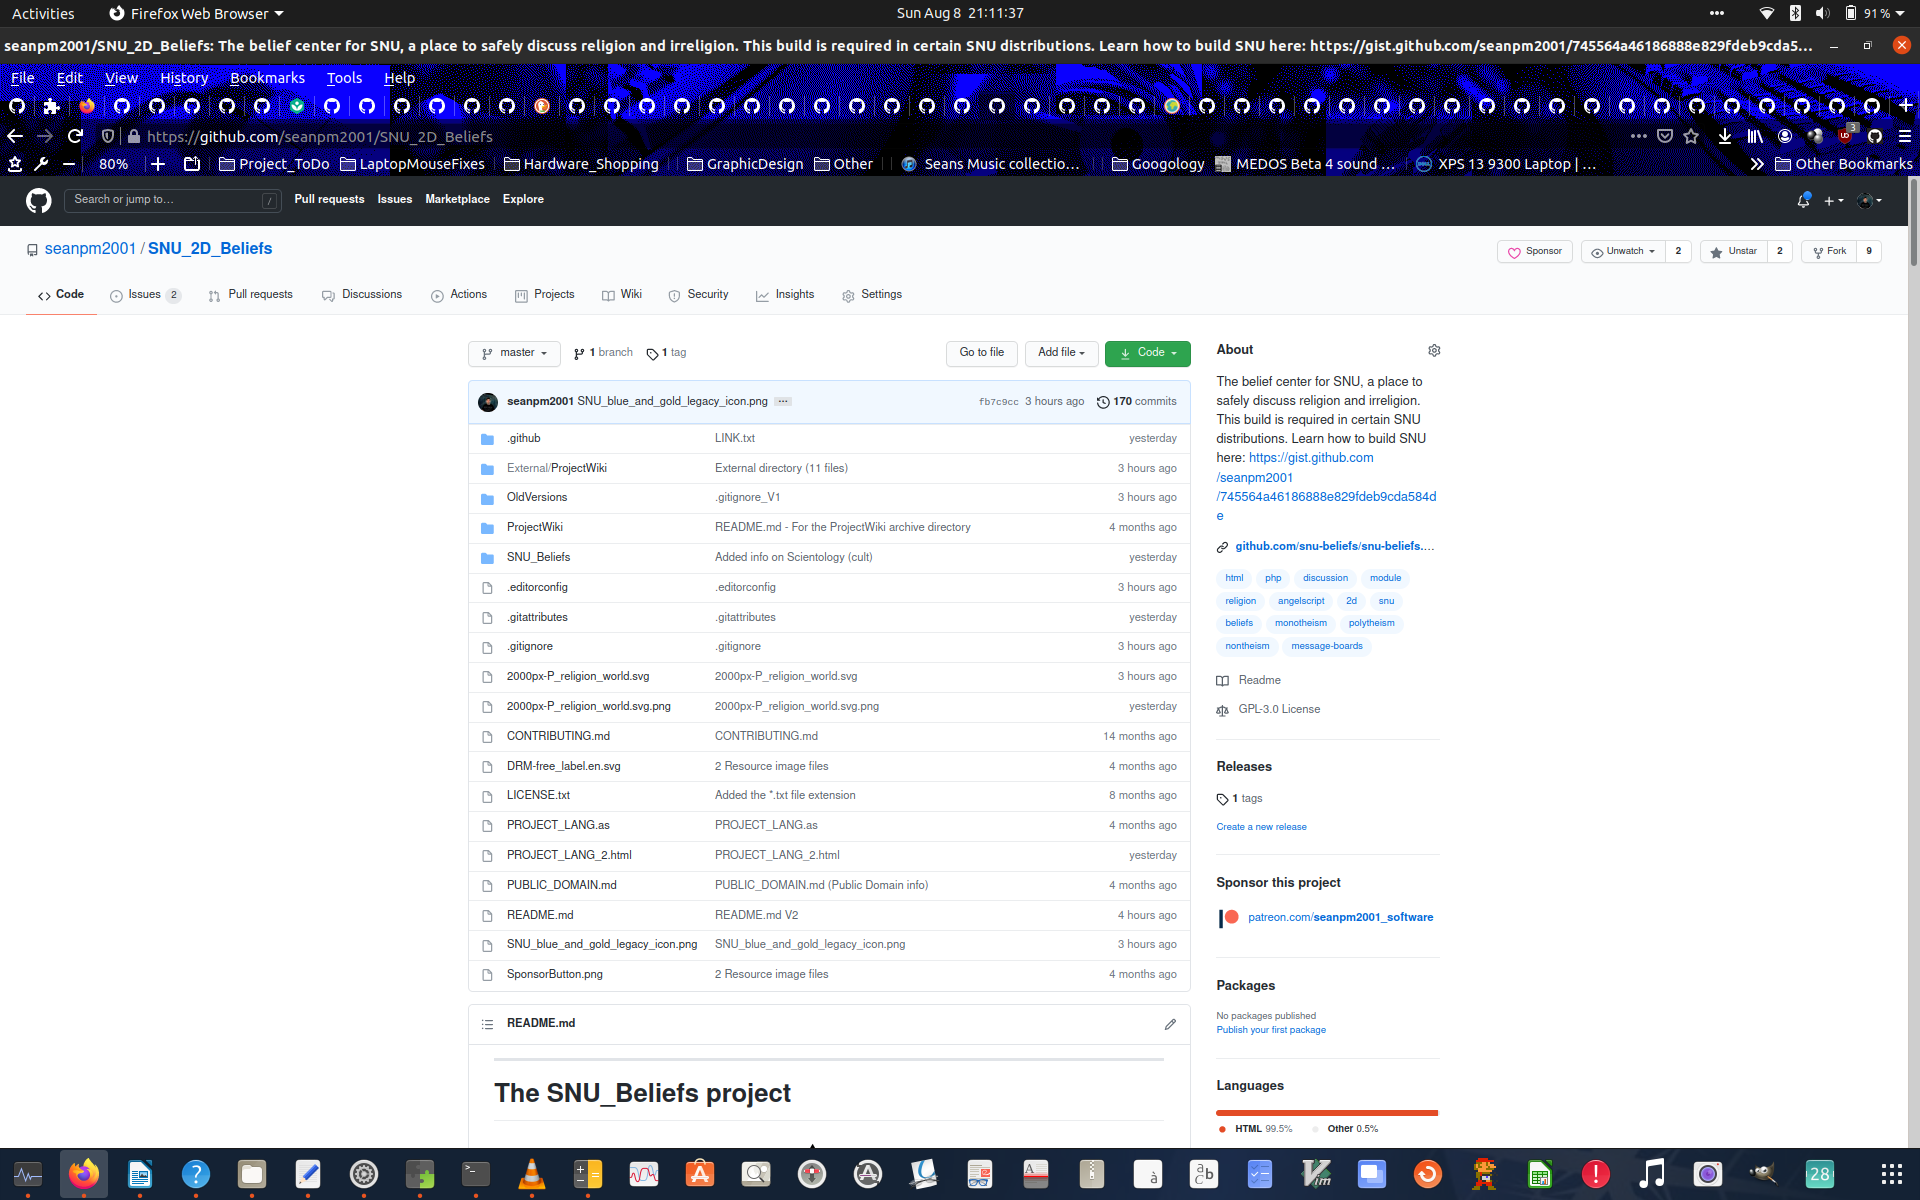 Activities Firefox Web Browser Sun Aug 8 21:11:37 91 %
seanpm2001/SNU_2D_Beliefs: The belief center for SNU, a place to safely discuss religion and irreligion. This build is required in certain SNU distributions. Learn how to build SNU here: https://gist.github.com/seanpm2001/745564a46186888e829fdeb9cda5...
File Edit View History Bookmarks Tools Help
https://github.com/seanpm2001/SNU_2D_Beliefs 3
80% Project_ToDo LaptopMouseFixes Hardware_Shopping GraphicDesign Other Seans Music collectio... Googology MEDOS Beta 4 sound ... XPS 13 9300 Laptop | ... Other Bookmarks
Search or jump to... / Pull requests Issues Marketplace Explore
seanpm2001 / SNU_2D_Beliefs Sponsor Unwatch 2 Unstar 2 Fork 9
Code Issues 2 Pull requests Discussions Actions Projects Wiki Security Insights Settings
master 1 branch 1 tag Go to file Add file Code
seanpm2001 SNU_blue_and_gold_legacy_icon.png ... fb7c9cc 3 hours ago 170 commits
.github LINK.txt yesterday
External/ProjectWiki External directory (11 files) 3 hours ago
OldVersions .gitignore_V1 3 hours ago
ProjectWiki README.md - For the ProjectWiki archive directory 4 months ago
SNU_Beliefs Added info on Scientology (cult) yesterday
.editorconfig .editorconfig 3 hours ago
.gitattributes .gitattributes yesterday
.gitignore .gitignore 3 hours ago
2000px-P_religion_world.svg 2000px-P_religion_world.svg 3 hours ago
2000px-P_religion_world.svg.png 2000px-P_religion_world.svg.png yesterday
CONTRIBUTING.md CONTRIBUTING.md 14 months ago
DRM-free_label.en.svg 2 Resource image files 4 months ago
LICENSE.txt Added the *.txt file extension 8 months ago
PROJECT_LANG.as PROJECT_LANG.as 4 months ago
PROJECT_LANG_2.html PROJECT_LANG_2.html yesterday
PUBLIC_DOMAIN.md PUBLIC_DOMAIN.md (Public Domain info) 4 months ago
README.md README.md V2 4 hours ago
SNU_blue_and_gold_legacy_icon.png SNU_blue_and_gold_legacy_icon.png 3 hours ago
SponsorButton.png 2 Resource image files 4 months ago
README.md
The SNU_Beliefs project
About
The belief center for SNU, a place to
safely discuss religion and irreligion.
This build is required in certain SNU
distributions. Learn how to build SNU
here: https://gist.github.com
/seanpm2001
/745564a46186888e829fdeb9cda584d
e
github.com/snu-beliefs/snu-beliefs....
html php discussion module
religion angelscript 2d snu
beliefs monotheism polytheism
nontheism message-boards
Readme
GPL-3.0 License
Releases
1 tags
Create a new release
Sponsor this project
patreon.com/seanpm2001_software
Packages
No packages published
Publish your first package
Languages
HTML 99.5% Other 0.5%
28